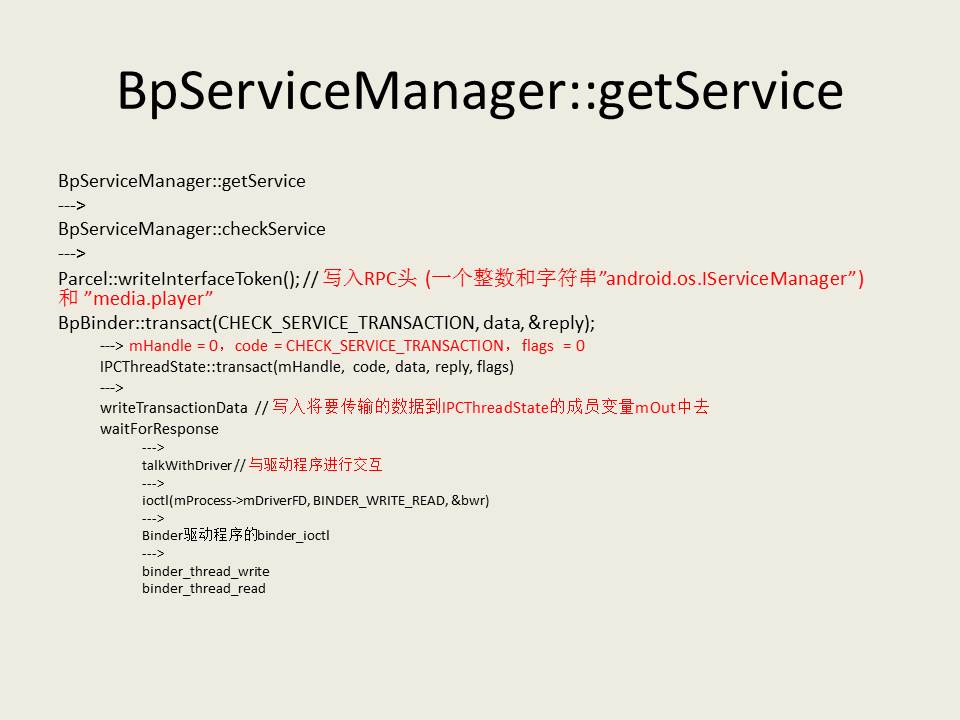 BpServiceManager::getService
BpServiceManager::getService
--->
BpServiceManager::checkService
--->
Parcel::writeInterfaceToken(); // 写入RPC头 (一个整数和字符串”android.os.IServiceManager”)
和 ”media.player”
BpBinder::transact(CHECK_SERVICE_TRANSACTION, data, &reply);
---> mHandle = 0，code = CHECK_SERVICE_TRANSACTION，flags = 0
IPCThreadState::transact(mHandle, code, data, reply, flags)
--->
writeTransactionData // 写入将要传输的数据到IPCThreadState的成员变量mOut中去
waitForResponse
--->
talkWithDriver // 与驱动程序进行交互
--->
ioctl(mProcess->mDriverFD, BINDER_WRITE_READ, &bwr)
--->
Binder驱动程序的binder_ioctl
--->
binder_thread_write
binder_thread_read